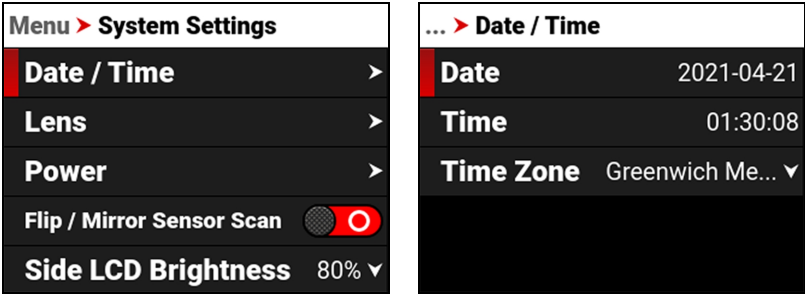 Menu ➤ System Settings
Date / Time
Lens
Power
Flip / Mirror Sensor Scan
Side LCD Brightness 80%
... ➤ Date / Time
Date 2021-04-21
Time 01:30:08
Time Zone Greenwich Me...